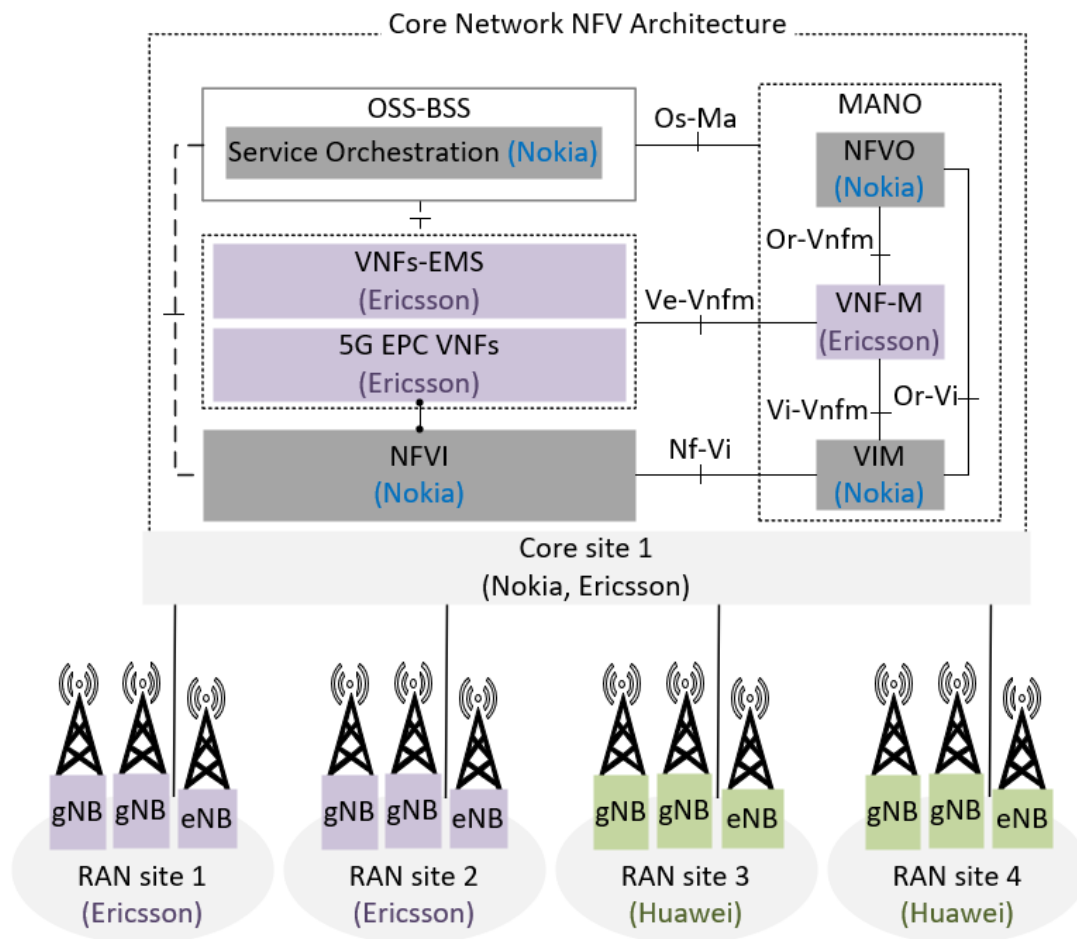 Core Network NFV Architecture
OSS-BSS
Service Orchestration (Nokia)
Os-Ma
MANO
NFVO
(Nokia)
Or-Vnfm
VNFs-EMS
(Ericsson)
Ve-Vnfm
VNF-M
(Ericsson)
5G EPC VNFs
(Ericsson)
Vi-Vnfm
Or-Vi
NFVI
(Nokia)
Nf-Vi
VIM
(Nokia)
Core site 1
(Nokia, Ericsson)
gNB
gNB
eNB
RAN site 1
(Ericsson)
gNB
gNB
eNB
RAN site 2
(Ericsson)
gNB
gNB
eNB
RAN site 3
(Huawei)
gNB
gNB
eNB
RAN site 4
(Huawei)